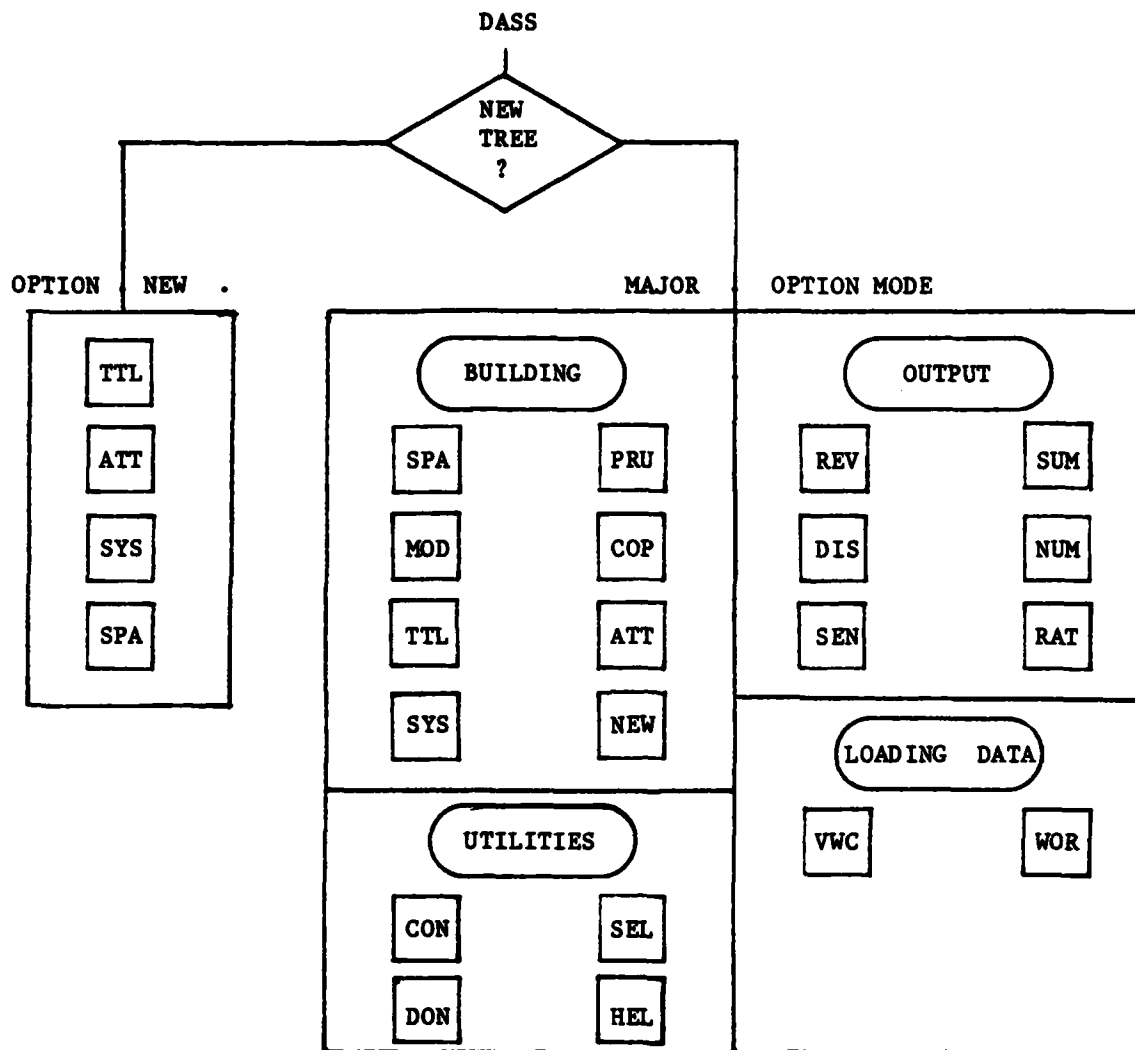 DASS
NEW
TREE
?
OPTION NEW .
TTL
ATT
SYS
SPA
MAJOR OPTION MODE
BUILDING
SPA PRU
MOD COP
TTL ATT
SYS NEW
UTILITIES
CON SEL
DON HEL
OUTPUT
REV SUM
DIS NUM
SEN RAT
LOADING DATA
VWC WOR